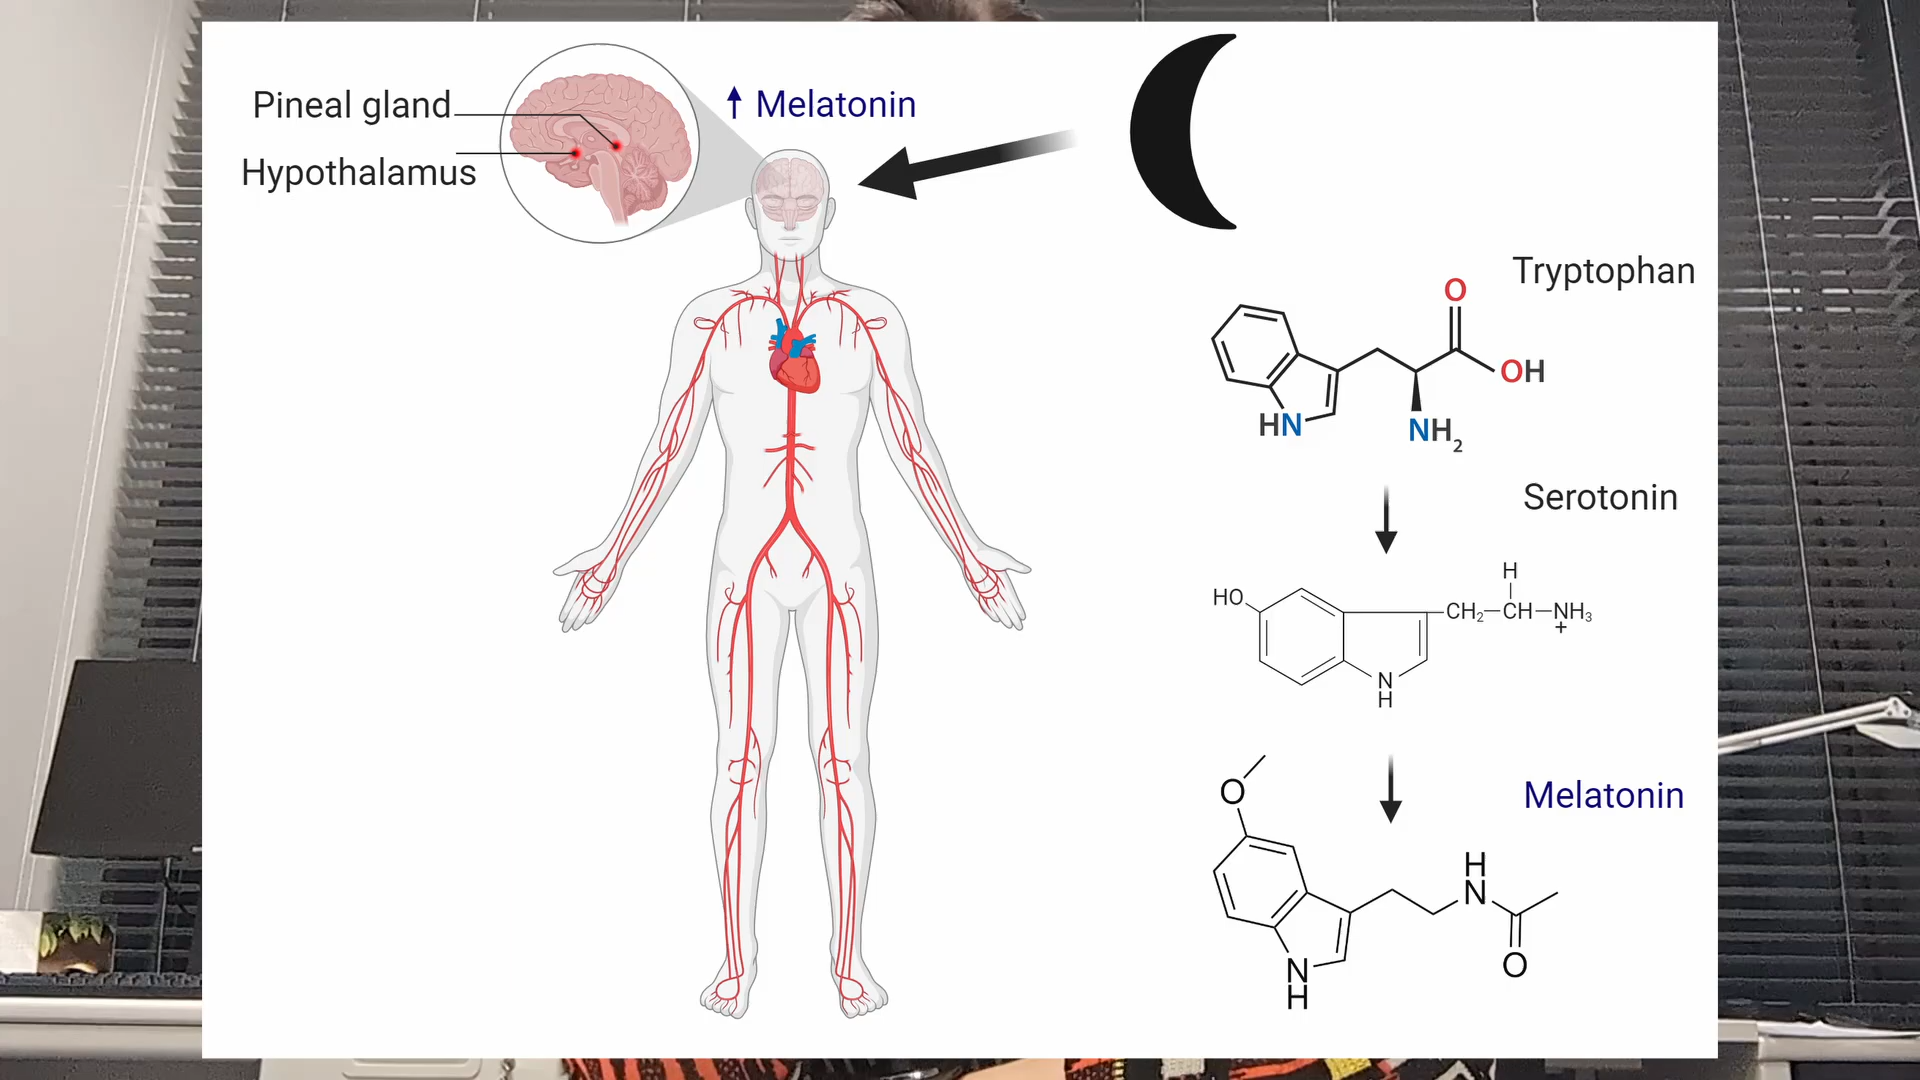 Pineal gland
Hypothalamus
↑ Melatonin
Tryptophan
O
OH
HN
NH₂
Serotonin
H
HO
CH₂—CH—NH₃
+
N
H
Melatonin
O
H
N
O
N
H